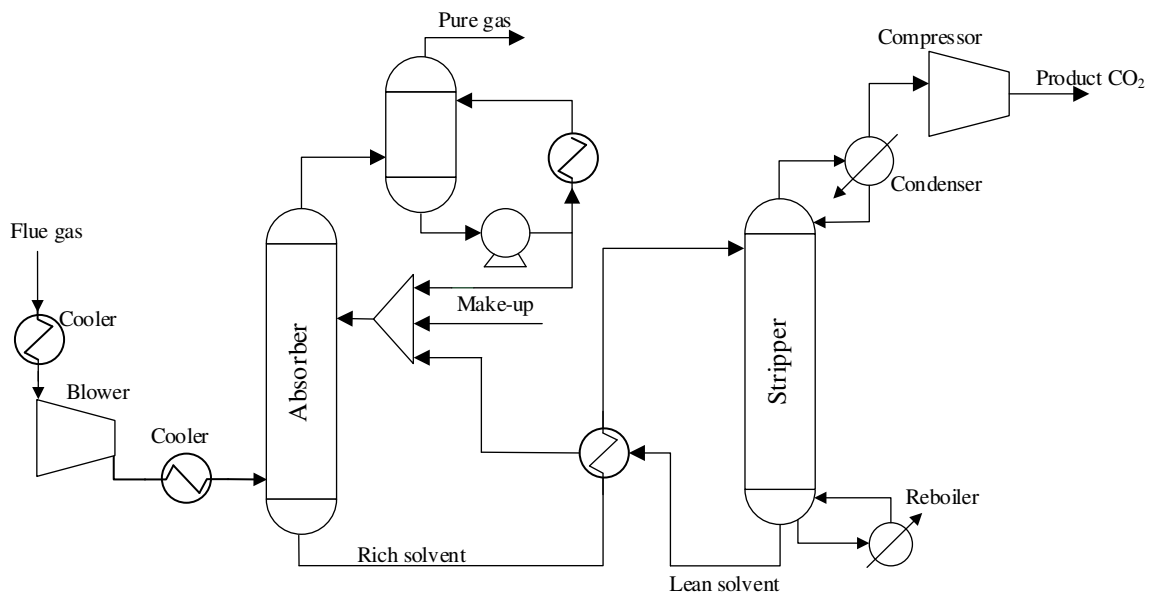 Pure gas
Compressor
Product CO₂
Condenser
Flue gas
Cooler
Make-up
Blower
Absorber
Stripper
Cooler
Reboiler
Rich solvent
Lean solvent